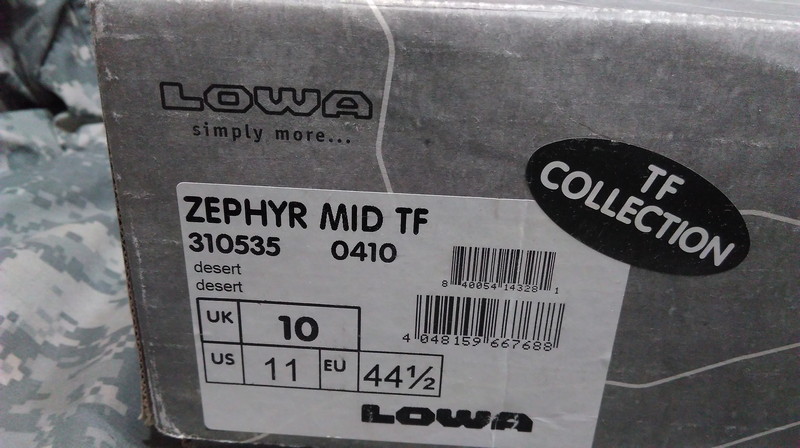 LOWA
simply more...
TF
COLLECTION
ZEPHYR MID TF
310535 0410
desert
desert
8 40054 14328 1
4 048159 667688
UK 10
US 11 EU 44½
LOWA